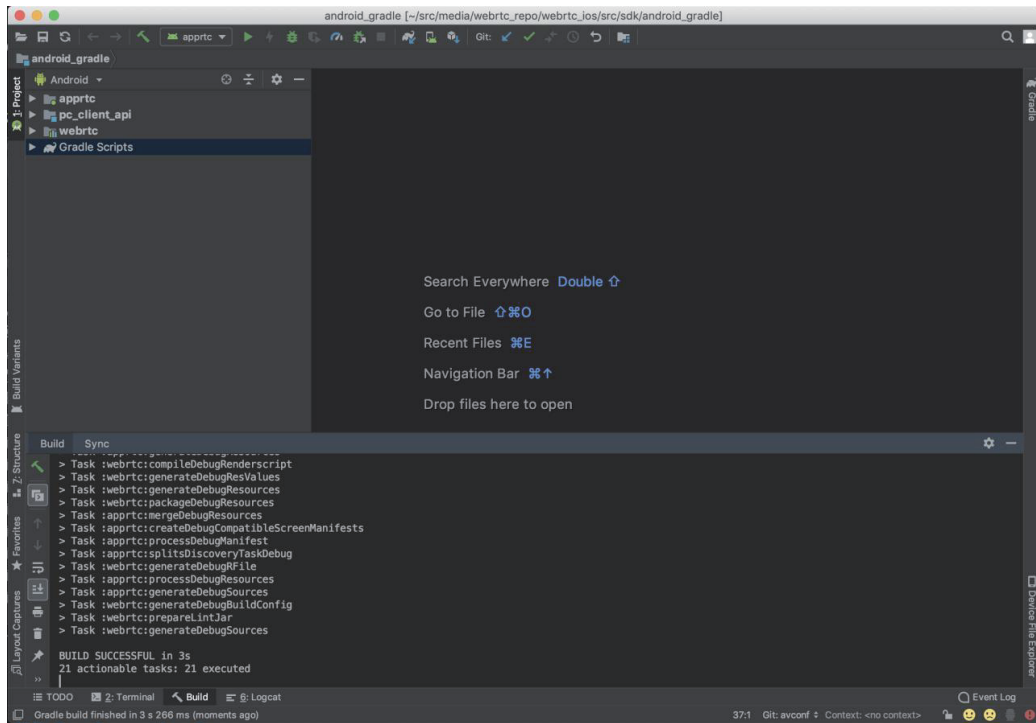 android_gradle [~/src/media/webrtc_repo/webrtc_ios/src/sdk/android_gradle]
apprtc
Git:
android_gradle
1: Project
Android
apprtc
pc_client_api
webrtc
Gradle Scripts
Gradle
Search Everywhere Double ⇧
Go to File ⇧⌘O
Recent Files ⌘E
Navigation Bar ⌘↑
Drop files here to open
Build Variants
Z: Structure
Favorites
Layout Captures
Device File Explorer
Build Sync
> Task :webrtc:compileDebugRenderscript
> Task :webrtc:generateDebugResValues
> Task :webrtc:generateDebugResources
> Task :webrtc:packageDebugResources
> Task :apprtc:mergeDebugResources
> Task :apprtc:createDebugCompatibleScreenManifests
> Task :apprtc:processDebugManifest
> Task :apprtc:splitsDiscoveryTaskDebug
> Task :webrtc:generateDebugRFile
> Task :apprtc:processDebugResources
> Task :apprtc:generateDebugSources
> Task :webrtc:generateDebugBuildConfig
> Task :webrtc:prepareLintJar
> Task :webrtc:generateDebugSources
BUILD SUCCESSFUL in 3s
21 actionable tasks: 21 executed
TODO 2: Terminal Build 6: Logcat Event Log
Gradle build finished in 3 s 266 ms (moments ago) 37:1 Git: avconf Context: <no context>